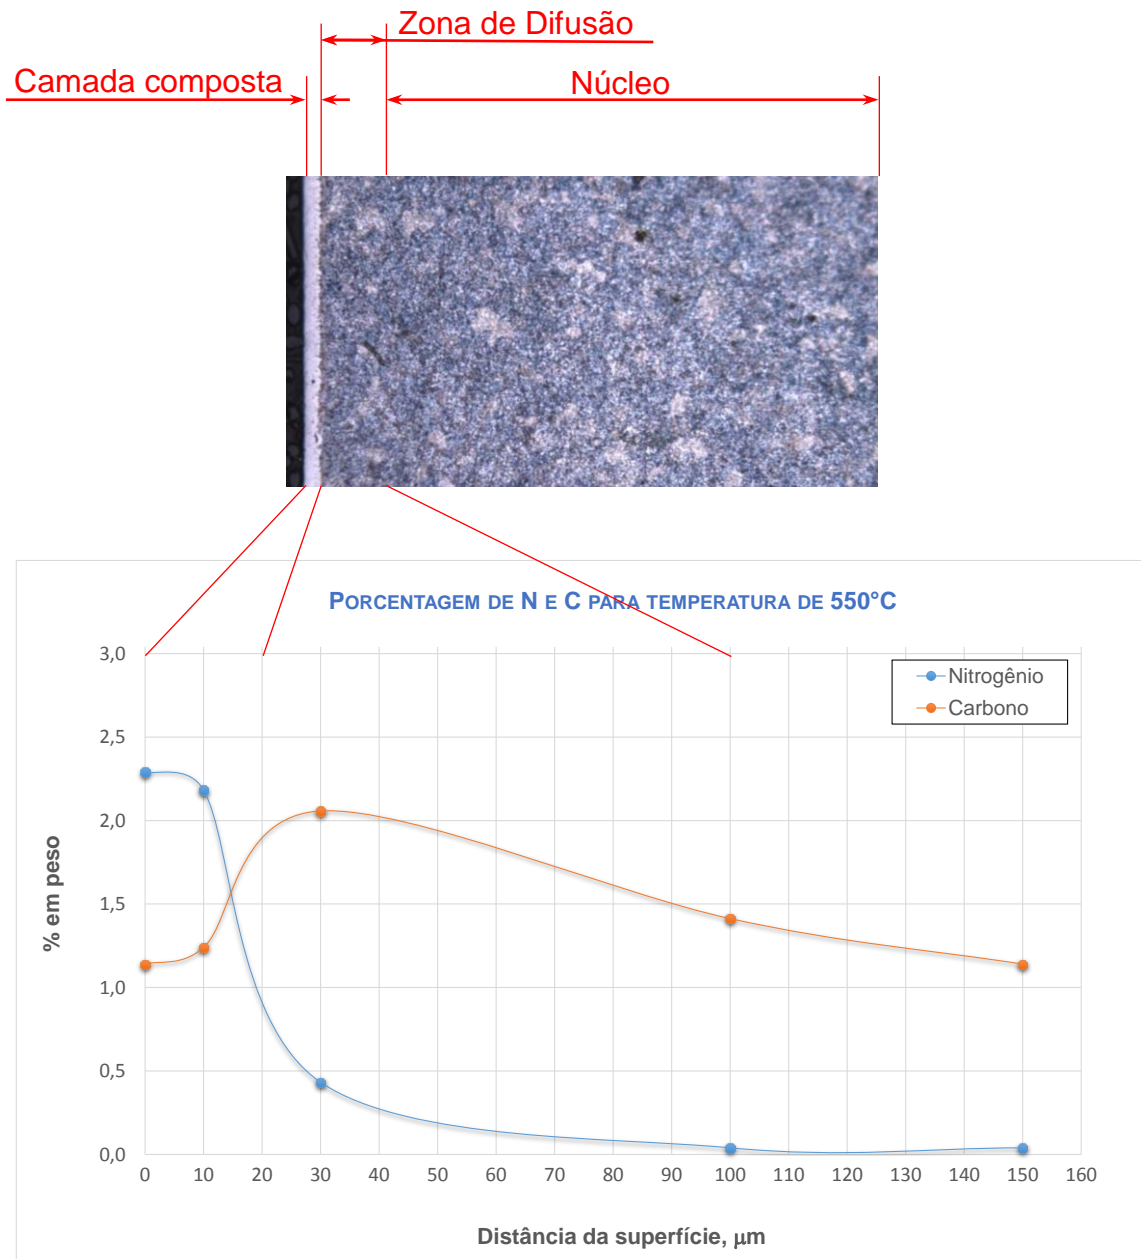 Zona de Difusão
Camada composta
Núcleo
PORCENTAGEM DE N E C PARA TEMPERATURA DE 550°C
3,0
2,5
2,0
1,5
1,0
0,5
0,0
% em peso
Nitrogênio
Carbono
0 10 20 30 40 50 60 70 80 90 100 110 120 130 140 150 160
Distância da superfície, μm